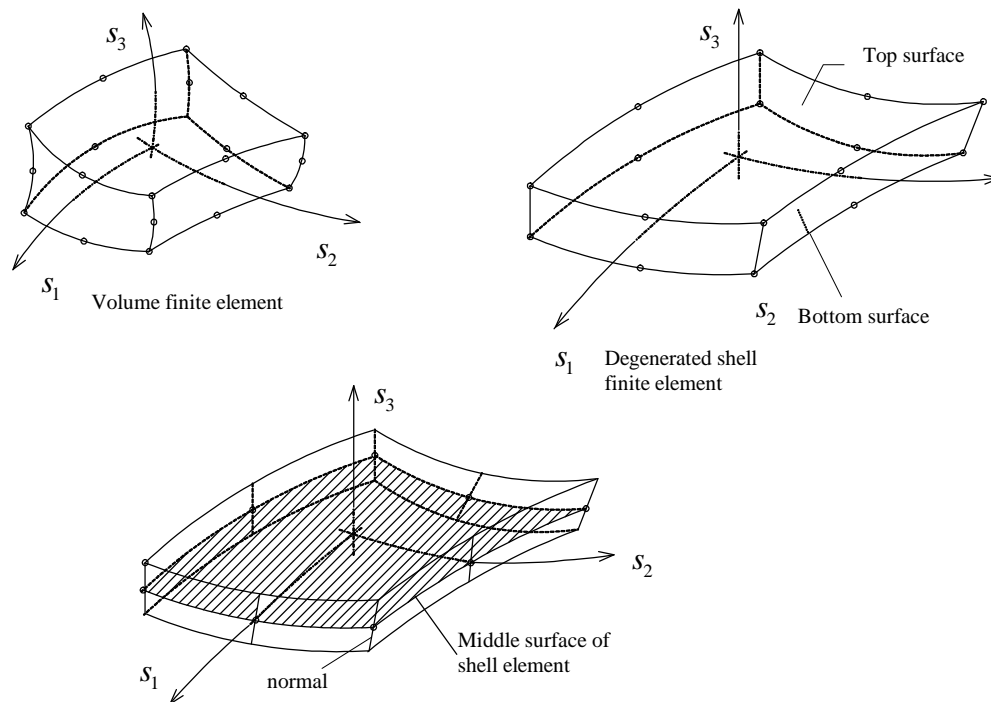 s3
s2
s1
Volume finite element
s3
Top surface
s2
Bottom surface
s1
Degenerated shell
finite element
s3
s2
Middle surface of
shell element
s1
normal